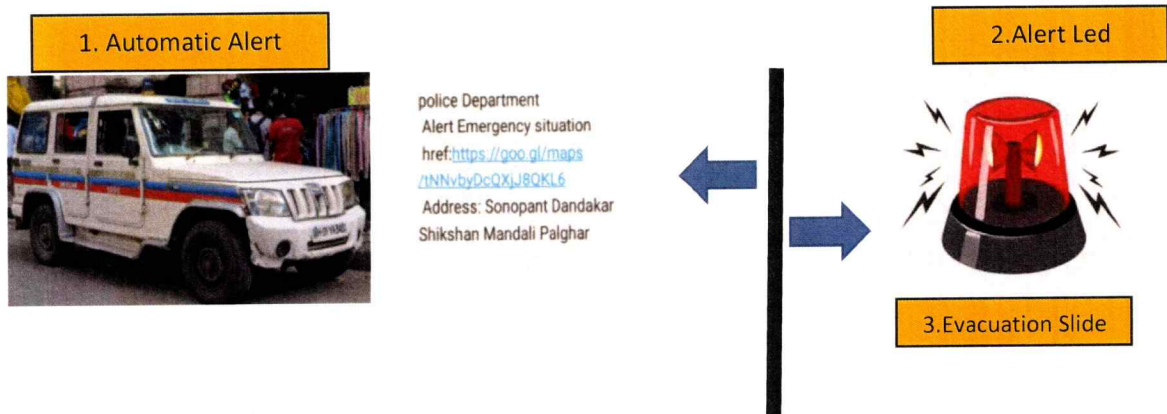 1. Automatic Alert
police Department
Alert Emergency situation
href:https://goo.gl/maps
/tNNvbyDcQXjJ8QKL6
Address: Sonopant Dandakar
Shikshan Mandali Palghar
2.Alert Led
3.Evacuation Slide